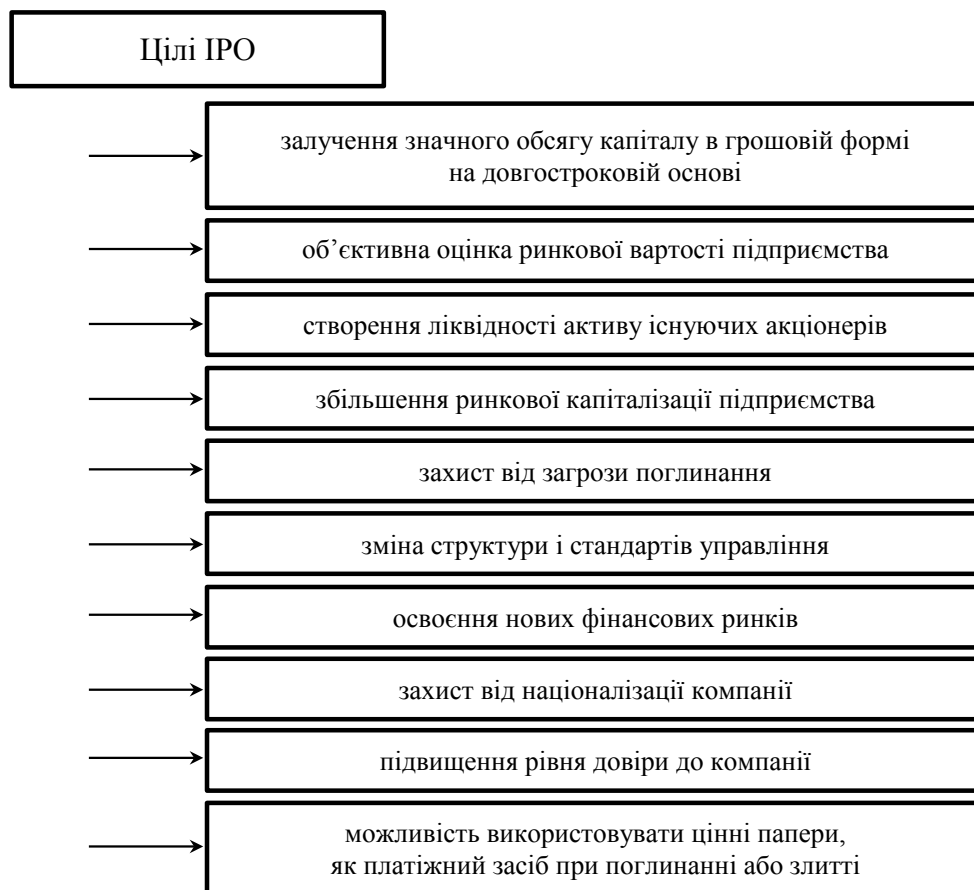 Цілі IPO
залучення значного обсягу капіталу в грошовій формі
на довгостроковій основі
об’єктивна оцінка ринкової вартості підприємства
створення ліквідності активу існуючих акціонерів
збільшення ринкової капіталізації підприємства
захист від загрози поглинання
зміна структури і стандартів управління
освоєння нових фінансових ринків
захист від націоналізації компанії
підвищення рівня довіри до компанії
можливість використовувати цінні папери,
як платіжний засіб при поглинанні або злитті